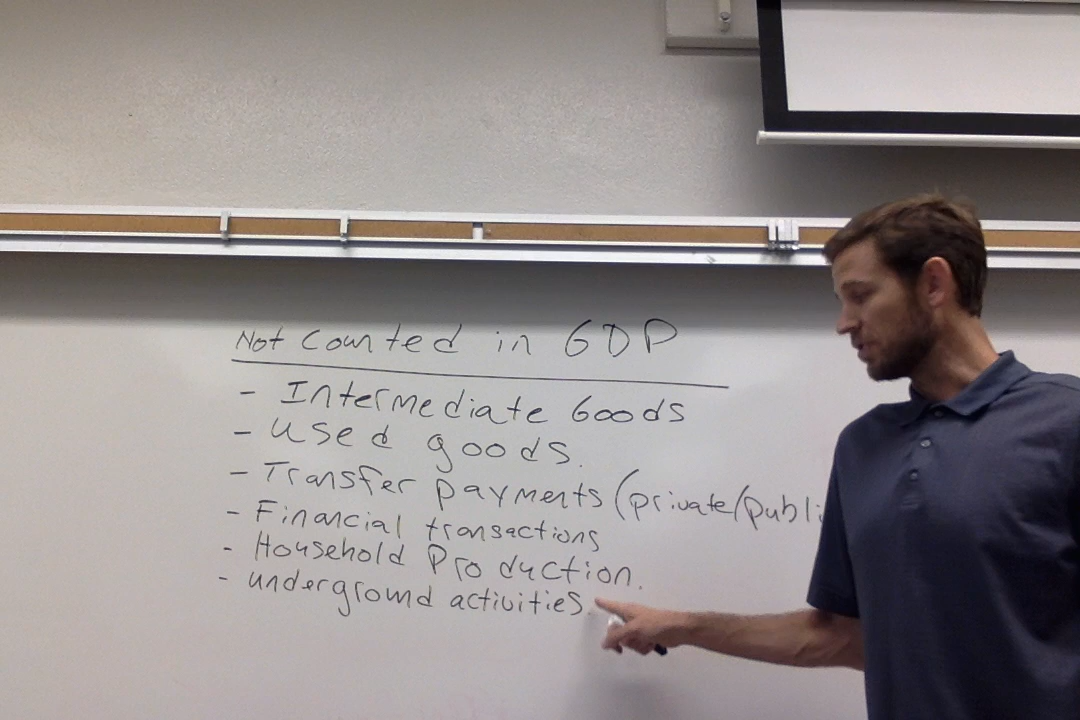 Not Counted in GDP
- Intermediate Goods
- used goods.
- Transfer payments (private/publi
- Financial transactions
- Household Production.
- underground activities.